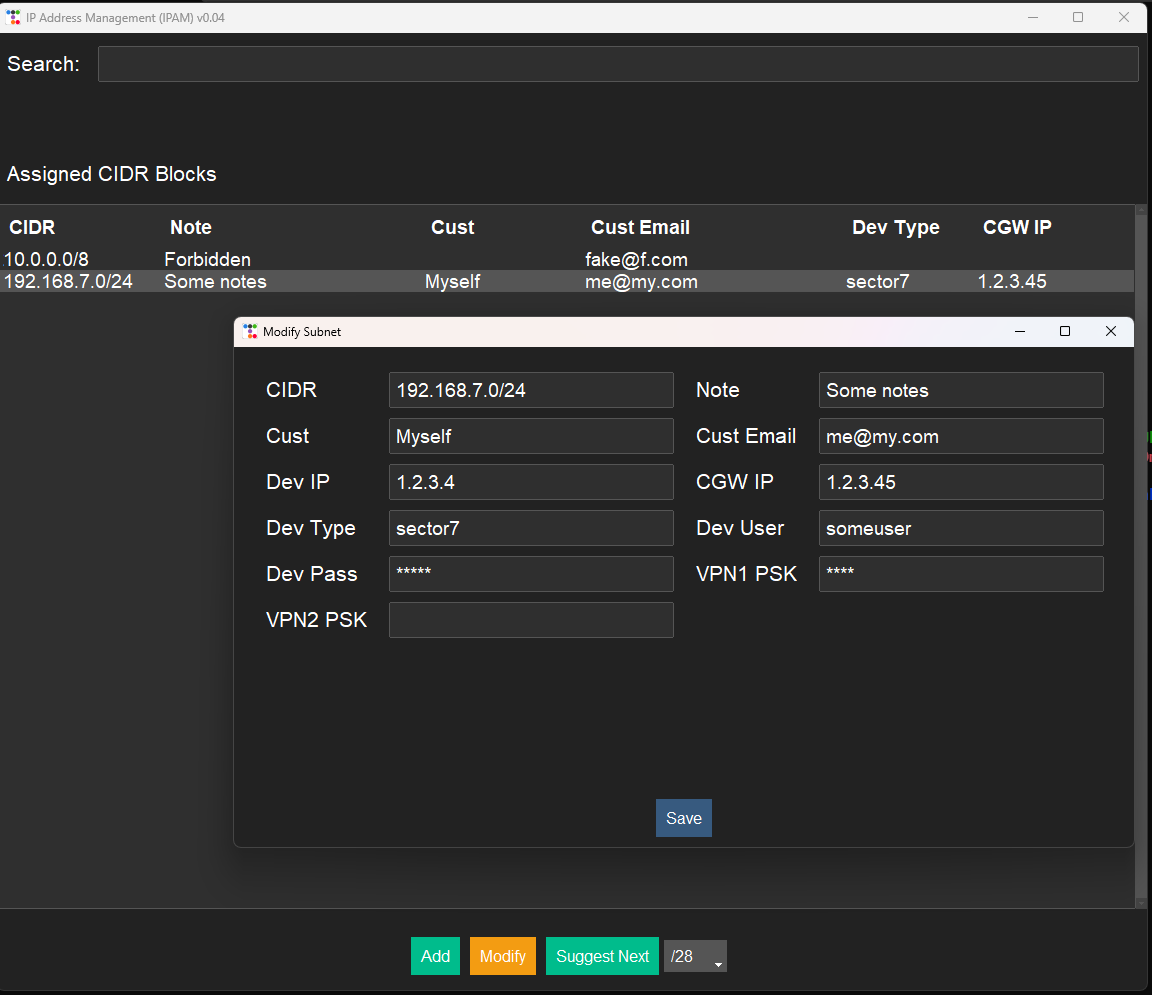 IP Address Management (IPAM) v0.04
Search:
Assigned CIDR Blocks
CIDR Note Cust Cust Email Dev Type CGW IP
10.0.0.0/8 Forbidden fake@f.com
192.168.7.0/24 Some notes Myself me@my.com sector7 1.2.3.45
Modify Subnet
CIDR 192.168.7.0/24 Note Some notes
Cust Myself Cust Email me@my.com
Dev IP 1.2.3.4 CGW IP 1.2.3.45
Dev Type sector7 Dev User someuser
Dev Pass ***** VPN1 PSK ****
VPN2 PSK
Save
Add Modify Suggest Next /28